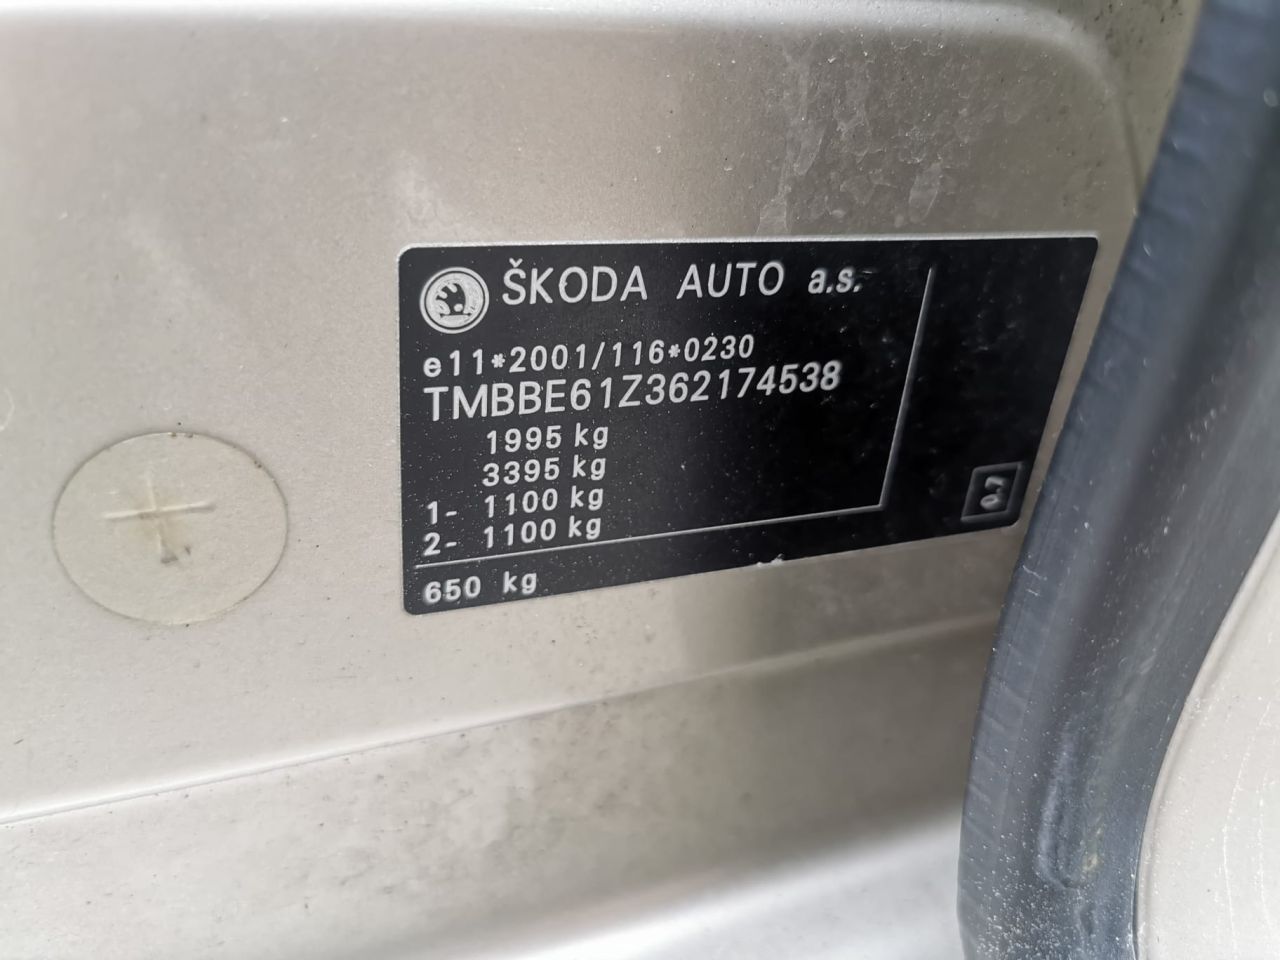 ŠKODA AUTO a.s.
e11*2001/116*0230
TMBBE61Z362174538
1995 kg
3395 kg
1- 1100 kg
2- 1100 kg
650 kg